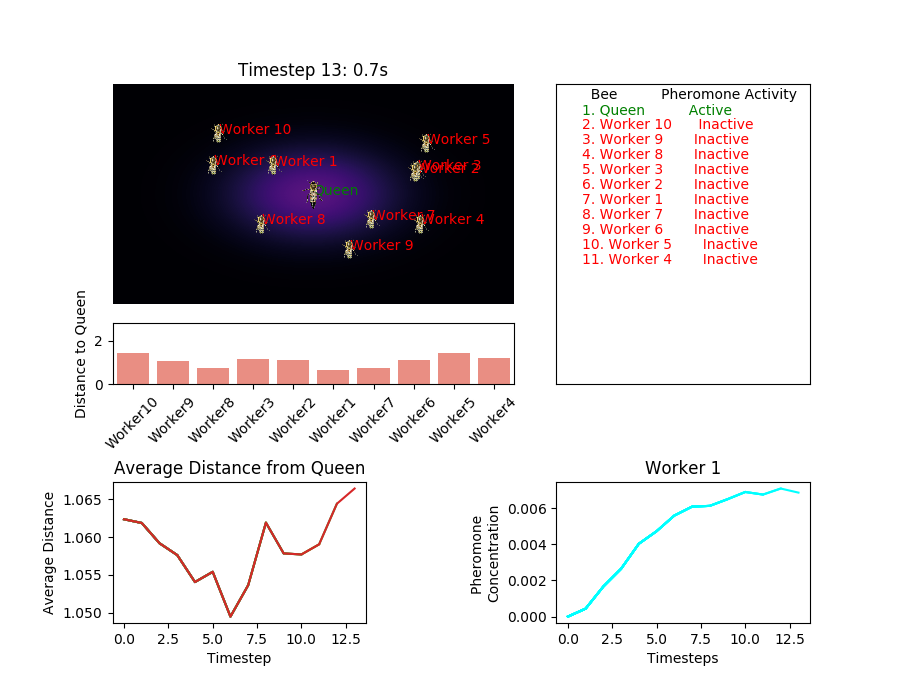 Timestep 13: 0.7s
Worker 10
Worker 5
Worker
Worker 1
Worker 3
Worker 2
Queen
Worker 8
Worker 7
Worker 4
Worker 9
Bee Pheromone Activity
1. Queen Active
2. Worker 10 Inactive
3. Worker 9 Inactive
4. Worker 8 Inactive
5. Worker 3 Inactive
6. Worker 2 Inactive
7. Worker 1 Inactive
8. Worker 7 Inactive
9. Worker 6 Inactive
10. Worker 5 Inactive
11. Worker 4 Inactive
Distance to Queen
2
0
Worker10
Worker9
Worker8
Worker3
Worker2
Worker1
Worker7
Worker6
Worker5
Worker4
Average Distance from Queen
Average Distance
1.065
1.060
1.055
1.050
0.0 2.5 5.0 7.5 10.0 12.5
Timestep
Worker 1
Pheromone
Concentration
0.006
0.004
0.002
0.000
0.0 2.5 5.0 7.5 10.0 12.5
Timesteps